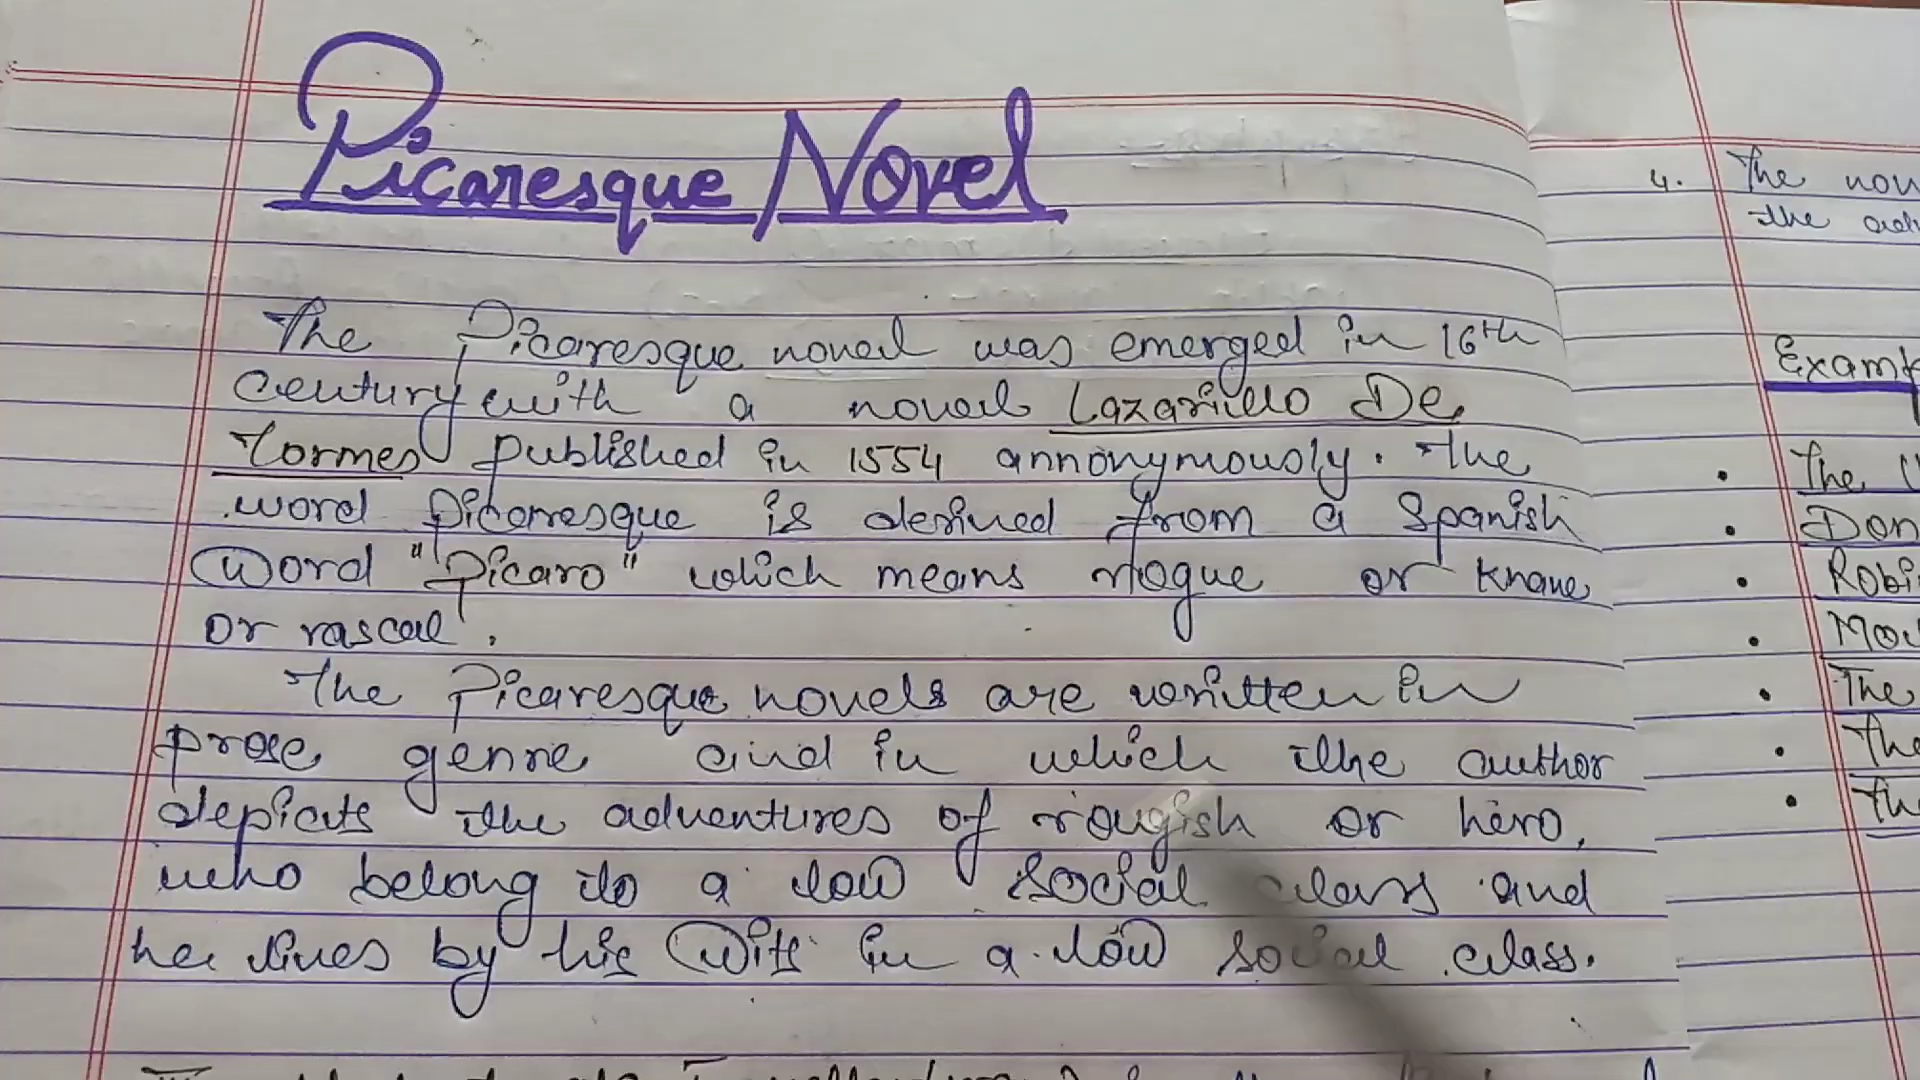 Picaresque Novel
The Picaresque novel was emerged in 16th
century with a novel Lazarillo De
Tormes published in 1554 annonymously. The
word Picaresque is derived from a Spanish
word "Picaro" which means rogue or knave
or rascal.
The Picaresque novels are written in
prose genre and in which the author
depicts the adventures of rougish or hero,
who belong to a low social class and
he lives by his wits in a low social class.
4. The
the
Examp
• The
• Don
• Robi
•
• The
• The
• The